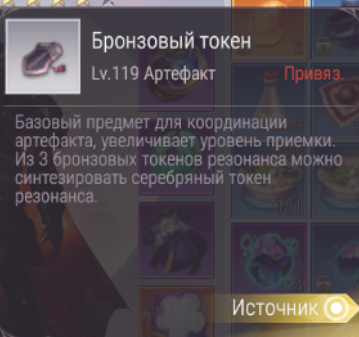 Бронзовый токен
Lv.119 Артефакт Привяз.
Базовый предмет для координации
артефакта, увеличивает уровень приемки.
Из 3 бронзовых токенов резонанса можно
синтезировать серебряный токен
резонанса.
181
Источник